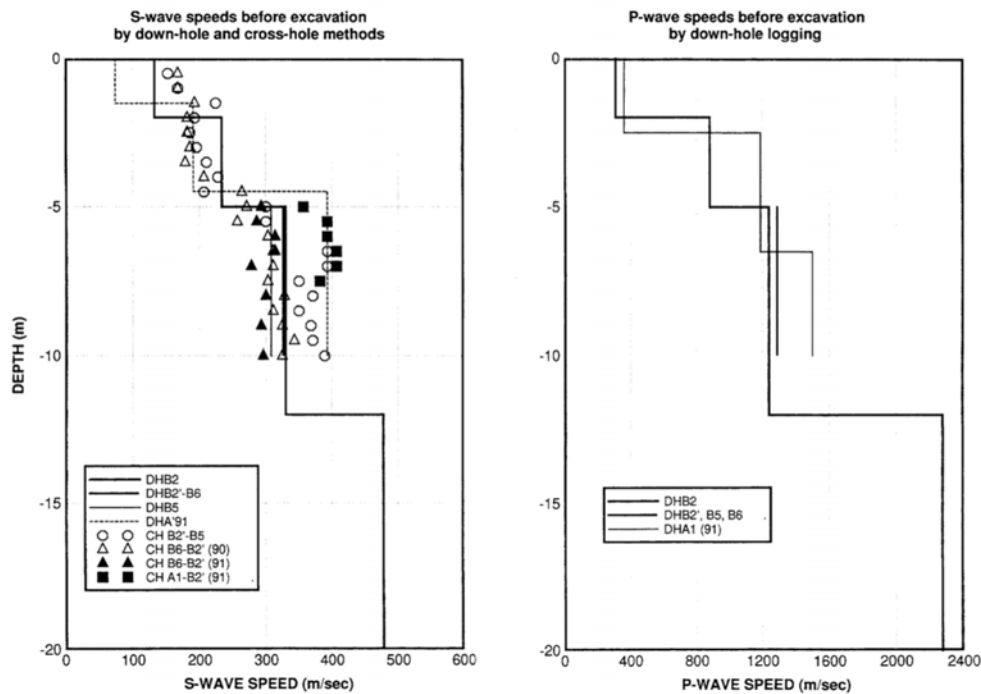 S-wave speeds before excavation
by down-hole and cross-hole methods
0
-5
-10
-15
-20
DEPTH (m)
DHB2
DHB2'-B6
DHB5
DHA'91
CH B2'-B5
CH B6-B2' (90)
CH B6-B2' (91)
CH A1-B2' (91)
0 100 200 300 400 500 600
S-WAVE SPEED (m/sec)
P-wave speeds before excavation
by down-hole logging
0
-5
-10
-15
-20
DHB2
DHB2', B5, B6
DHA1 (91)
0 400 800 1200 1600 2000 2400
P-WAVE SPEED (m/sec)